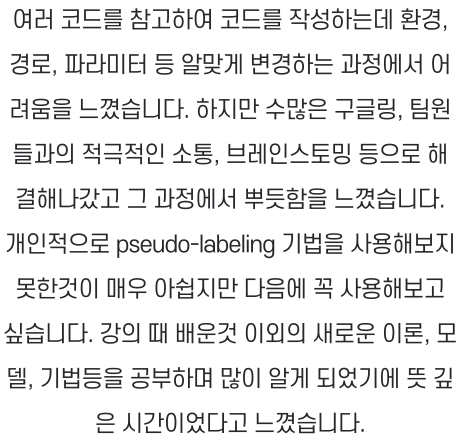 여러 코드를 참고하여 코드를 작성하는데 환경,
경로, 파라미터 등 알맞게 변경하는 과정에서 어
려움을 느꼈습니다. 하지만 수많은 구글링, 팀원
들과의 적극적인 소통, 브레인스토밍 등으로 해
결해나갔고 그 과정에서 뿌듯함을 느꼈습니다.
개인적으로 pseudo-labeling 기법을 사용해보지
못한것이 매우 아쉽지만 다음에 꼭 사용해보고
싶습니다. 강의 때 배운것 이외의 새로운 이론, 모
델, 기법등을 공부하며 많이 알게 되었기에 뜻 깊
은 시간이었다고 느꼈습니다.